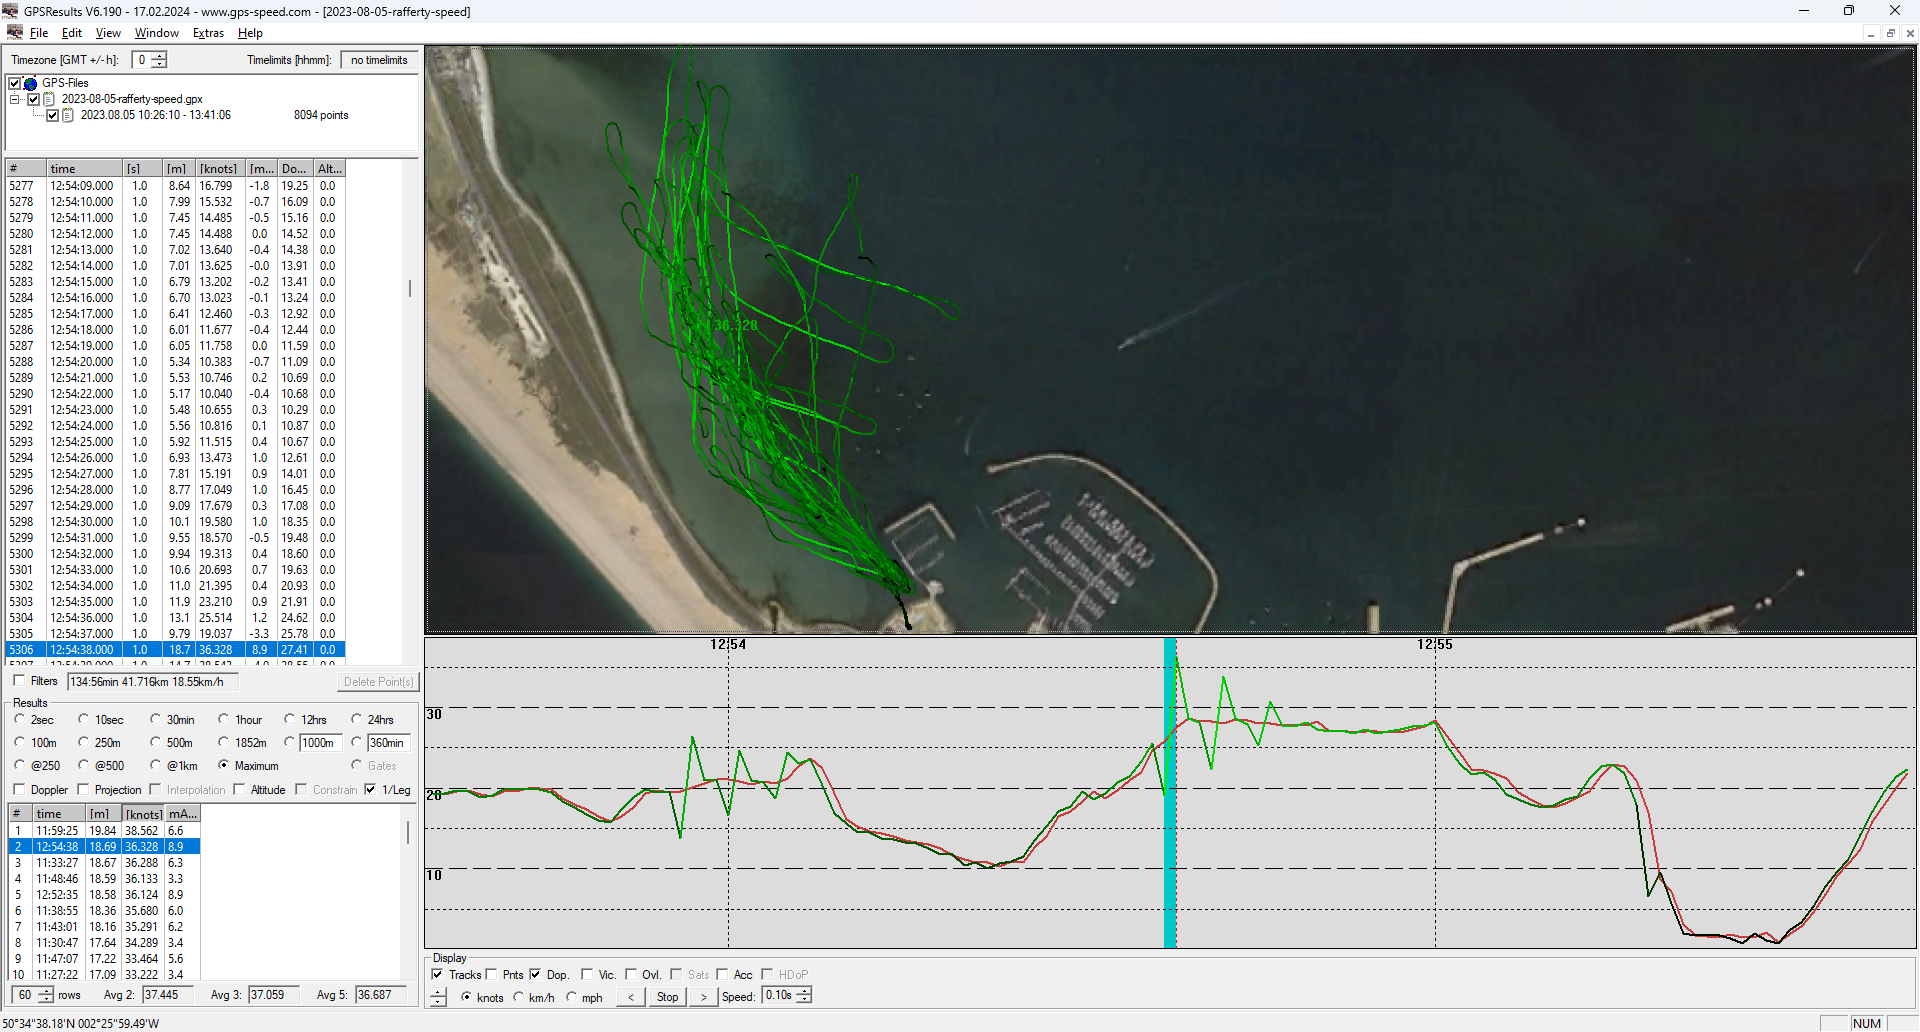 GPSResults V6.190 - 17.02.2024 - www.gps-speed.com - [2023-08-05-rafferty-speed]
File Edit View Window Extras Help
Timezone [GMT +/-h]: 0 Timelimits [hhmm]: no timelimits
GPS-Files
2023-08-05-rafferty-speed.gpx
2023.08.05 10:26:10 - 13:41:06 8094 points
# time [s] [m] [knots] [m... Do... Alt...
5277 12:54:09.000 1.0 8.64 16.799 -1.8 19.25 0.0
5278 12:54:10.000 1.0 7.99 15.532 -0.7 16.09 0.0
5279 12:54:11.000 1.0 7.45 14.485 -0.5 15.16 0.0
5280 12:54:12.000 1.0 7.45 14.488 0.0 14.52 0.0
5281 12:54:13.000 1.0 7.02 13.640 -0.4 14.38 0.0
5282 12:54:14.000 1.0 7.01 13.625 -0.0 13.91 0.0
5283 12:54:15.000 1.0 6.79 13.202 -0.2 13.41 0.0
5284 12:54:16.000 1.0 6.70 13.023 -0.1 13.24 0.0
5285 12:54:17.000 1.0 6.41 12.460 -0.3 12.92 0.0
5286 12:54:18.000 1.0 6.01 11.677 -0.4 12.44 0.0
5287 12:54:19.000 1.0 6.05 11.758 0.0 11.59 0.0
5288 12:54:20.000 1.0 5.34 10.383 -0.7 11.09 0.0
5289 12:54:21.000 1.0 5.53 10.746 0.2 10.69 0.0
5290 12:54:22.000 1.0 5.17 10.040 -0.4 10.68 0.0
5291 12:54:23.000 1.0 5.48 10.655 0.3 10.29 0.0
5292 12:54:24.000 1.0 5.56 10.816 0.1 10.87 0.0
5293 12:54:25.000 1.0 5.92 11.515 0.4 10.67 0.0
5294 12:54:26.000 1.0 6.93 13.473 1.0 12.61 0.0
5295 12:54:27.000 1.0 7.81 15.191 0.9 14.01 0.0
5296 12:54:28.000 1.0 8.77 17.049 1.0 16.45 0.0
5297 12:54:29.000 1.0 9.09 17.679 0.3 17.08 0.0
5298 12:54:30.000 1.0 10.1 19.580 1.0 18.35 0.0
5299 12:54:31.000 1.0 9.55 18.570 -0.5 19.48 0.0
5300 12:54:32.000 1.0 9.94 19.313 0.4 18.60 0.0
5301 12:54:33.000 1.0 10.6 20.693 0.7 19.63 0.0
5302 12:54:34.000 1.0 11.0 21.395 0.4 20.93 0.0
5303 12:54:35.000 1.0 11.9 23.210 0.9 21.91 0.0
5304 12:54:36.000 1.0 13.1 25.514 1.2 24.62 0.0
5305 12:54:37.000 1.0 9.79 19.037 -3.3 25.78 0.0
5306 12:54:38.000 1.0 18.7 36.328 8.9 27.41 0.0
Filters 134:56min 41.716km 18.55km/h Delete Point(s)
Results
2sec 10sec 30min 1hour 12hrs 24hrs
100m 250m 500m 1852m 1000m 360min
@250 @500 @1km Maximum Gates
Doppler Projection Interpolation Altitude Constrain 1/Leg
# time [m] [knots] mA...
1 11:59:25 19.84 38.562 6.6
2 12:54:38 18.69 36.328 8.9
3 11:33:27 18.67 36.288 6.3
4 11:48:46 18.59 36.133 3.3
5 12:52:35 18.58 36.124 8.9
6 11:38:55 18.36 35.680 6.0
7 11:43:01 18.16 35.291 6.2
8 11:30:47 17.64 34.289 3.4
9 11:47:07 17.22 33.464 5.6
10 11:27:22 17.09 33.222 3.4
60 rows Avg 2: 37.445 Avg 3: 37.059 Avg 5: 36.687
36.328
12:54 12:55
30
20
10
Display
Tracks Pnts Dop. Vic. Ovl. Sats Acc HDoP
knots km/h mph < Stop > Speed: 0.10s
50°34"38.18'N 002°25"59.49'W NUM